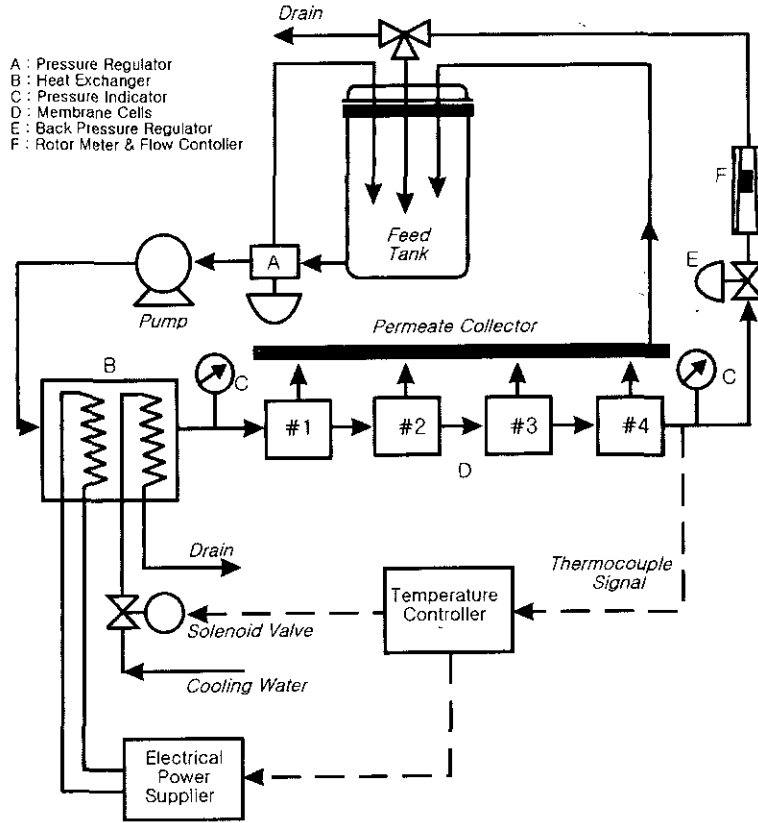 Drain
A : Pressure Regulator
B : Heat Exchanger
C : Pressure Indicator
D : Membrane Cells
E : Back Pressure Regulator
F : Rotor Meter & Flow Contoller
F
Feed
Tank
A
E
Pump
Permeate Collector
B
C
C
#1
#2
#3
#4
D
Drain
Thermocouple
Signal
Temperature
Controller
Solenoid Valve
Cooling Water
Electrical
Power
Supplier